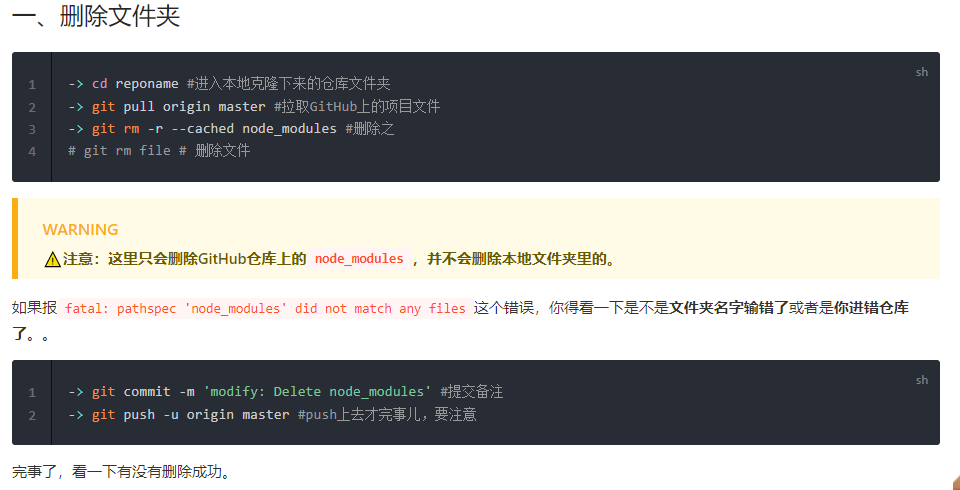 一、删除文件夹
sh
1 -> cd reponame #进入本地克隆下来的仓库文件夹
2 -> git pull origin master #拉取GitHub上的项目文件
3 -> git rm -r --cached node_modules #删除之
4 # git rm file # 删除文件
WARNING
⚠️注意：这里只会删除GitHub仓库上的 node_modules ，并不会删除本地文件夹里的。
如果报 fatal: pathspec 'node_modules' did not match any files 这个错误，你得看一下是不是文件夹名字输错了或者是你进错仓库
了。。
sh
1 -> git commit -m 'modify: Delete node_modules' #提交备注
2 -> git push -u origin master #push上去才完事儿，要注意
完事了，看一下有没有删除成功。